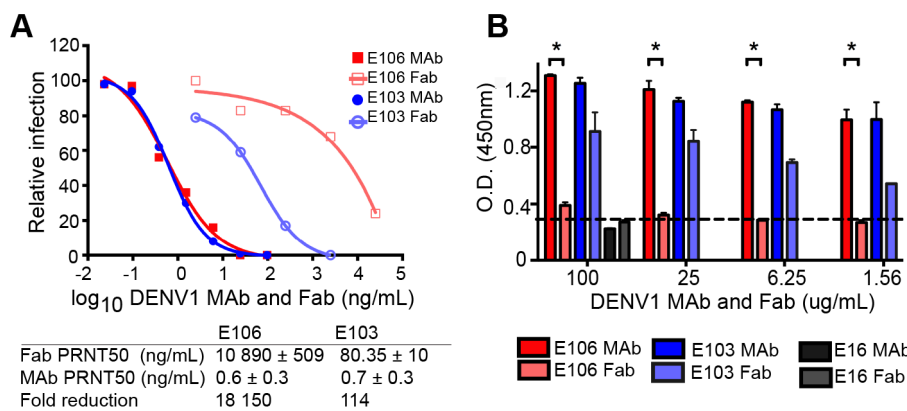 A
Relative infection
120
100
80
60
40
20
0
-2 -1 0 1 2 3 4 5
log10 DENV1 MAb and Fab (ng/mL)
E106 MAb
E106 Fab
E103 MAb
E103 Fab
E106 E103
Fab PRNT50 (ng/mL) 10 890 ± 509 80.35 ± 10
MAb PRNT50 (ng/mL) 0.6 ± 0.3 0.7 ± 0.3
Fold reduction 18 150 114
B
O.D. (450nm)
1.2
0.8
0.4
0
* * * *
100 25 6.25 1.56
DENV1 MAb and Fab (ug/mL)
E106 MAb E103 MAb E16 MAb
E106 Fab E103 Fab E16 Fab